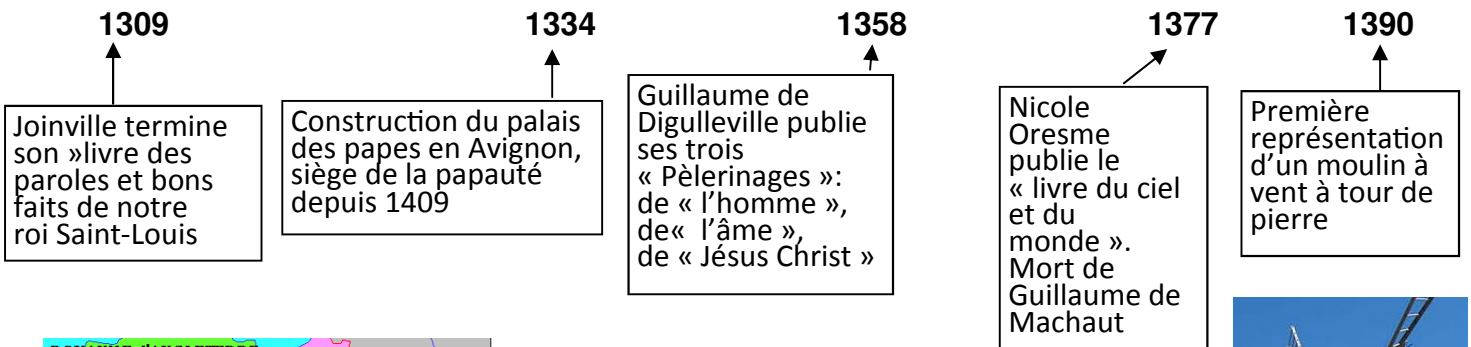 1309
1334
1358
1377
1390
Joinville termine
son »livre des
paroles et bons
faits de notre
roi Saint-Louis
Construction du palais
des papes en Avignon,
siège de la papauté
depuis 1409
Guillaume de
Digulleville publie
ses trois
« Pèlerinages »:
de « l’homme »,
de«  l’âme »,
de « Jésus Christ »
Nicole
Oresme
publie le
« livre du ciel
et du
monde ».
Mort de
Guillaume de
Machaut
Première
représentation
d’un moulin à
vent à tour de
pierre